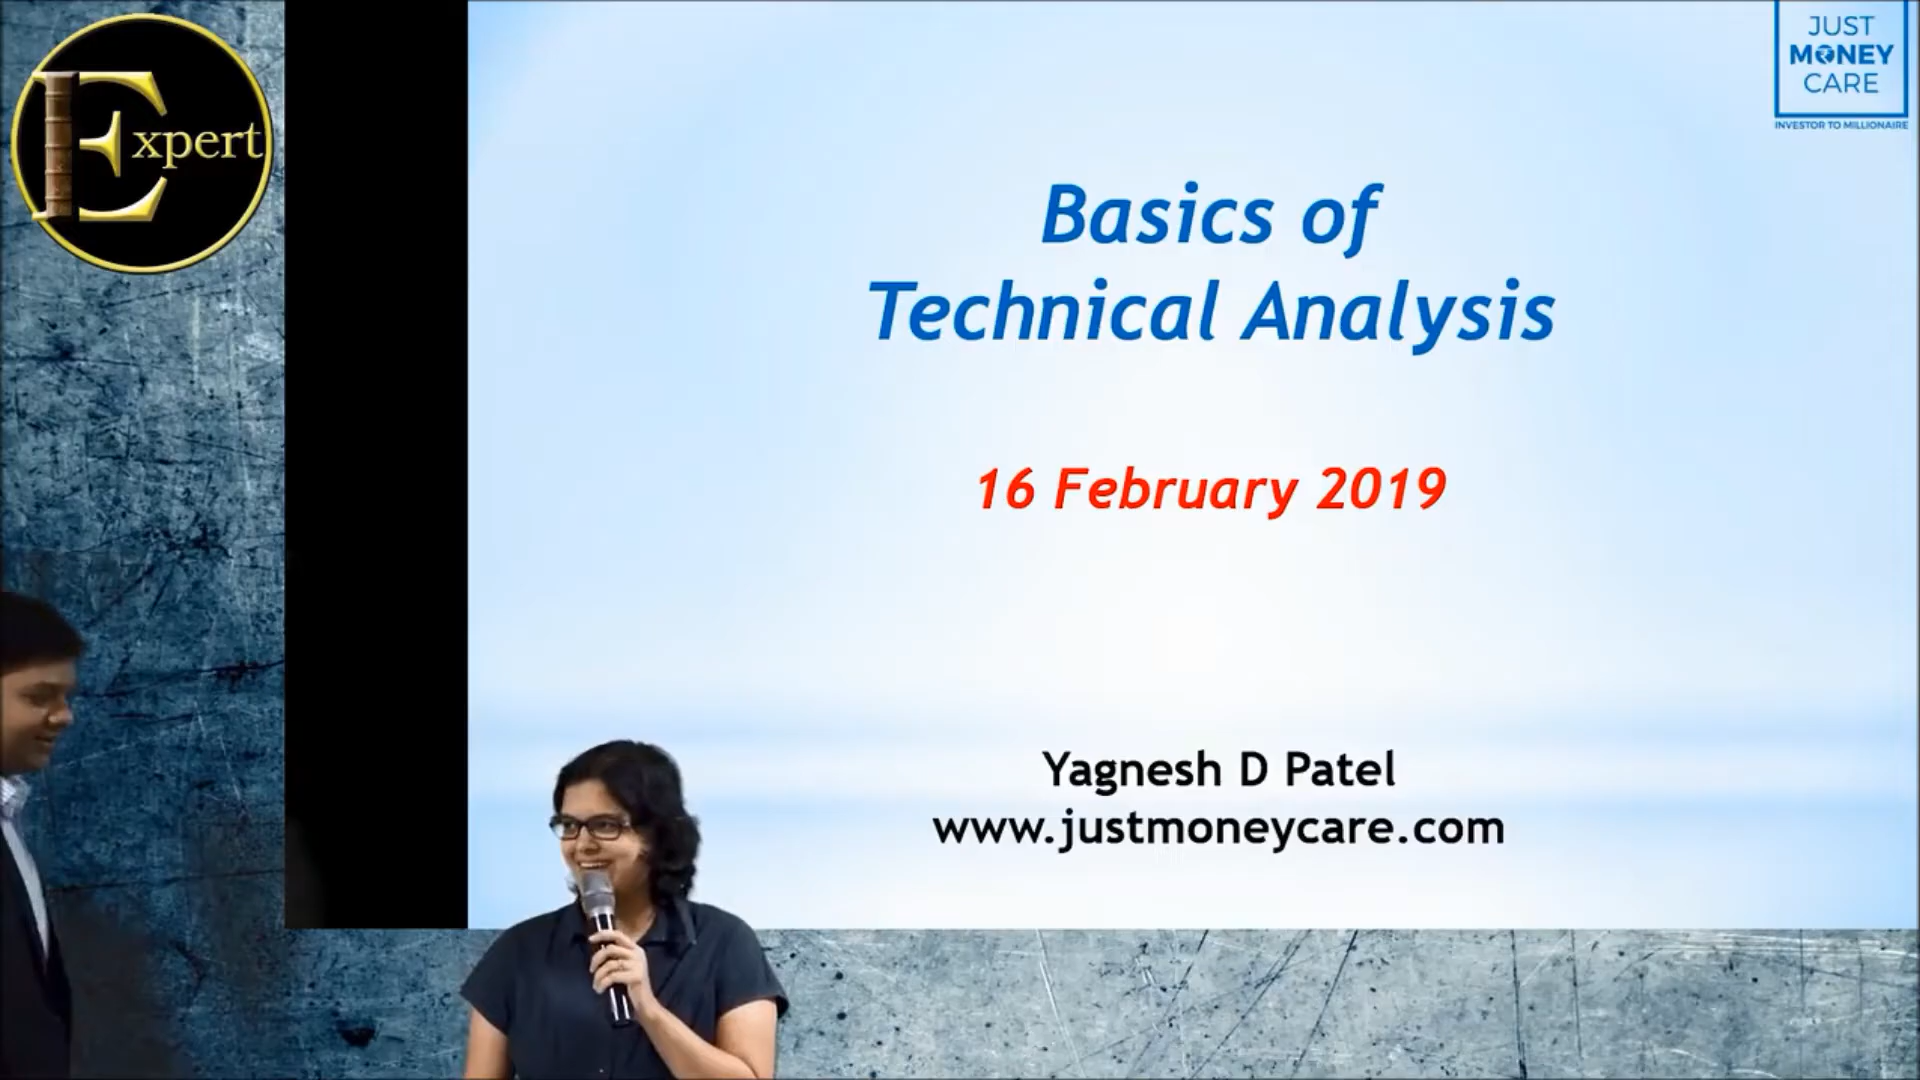 Expert
JUST
MONEY
CARE
INVESTOR TO MILLIONAIRE
Basics of
Technical Analysis
16 February 2019
Yagnesh D Patel
www.justmoneycare.com